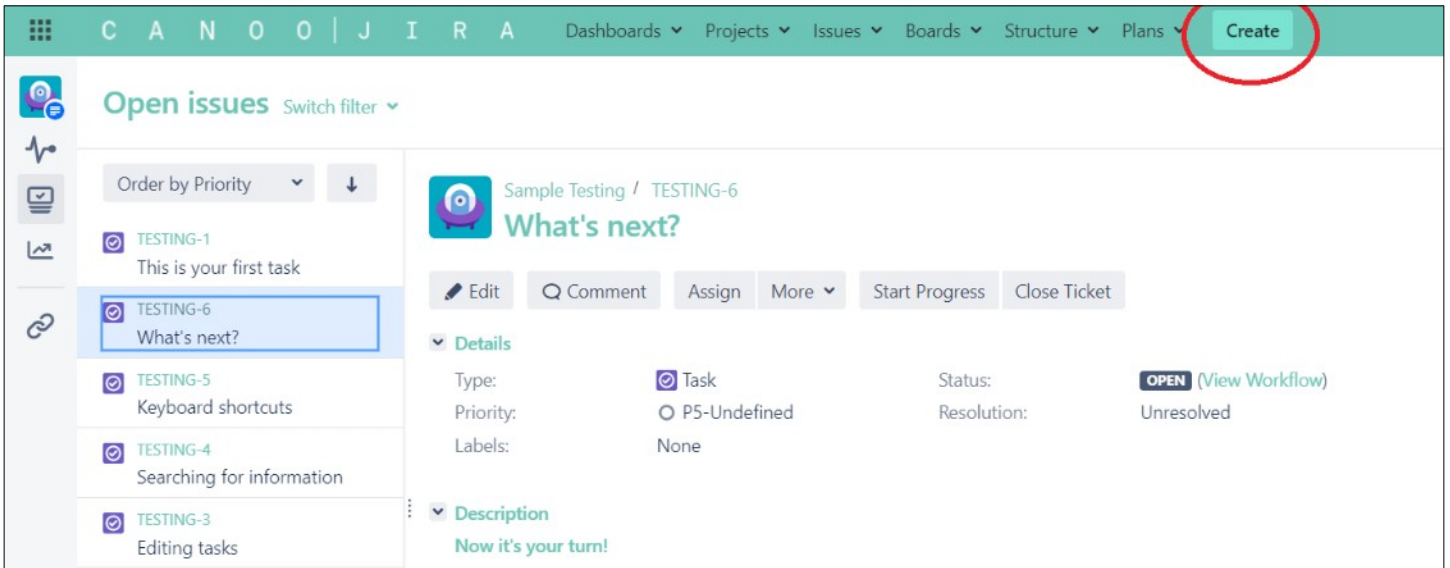 CANOO|JIRA Dashboards Projects Issues Boards Structure Plans Create
Open issues Switch filter
Order by Priority
TESTING-1
This is your first task
TESTING-6
What's next?
TESTING-5
Keyboard shortcuts
TESTING-4
Searching for information
TESTING-3
Editing tasks
Sample Testing / TESTING-6
What's next?
Edit Comment Assign More Start Progress Close Ticket
Details
Type: Task Status: OPEN (View Workflow)
Priority: P5-Undefined Resolution: Unresolved
Labels: None
Description
Now it's your turn!